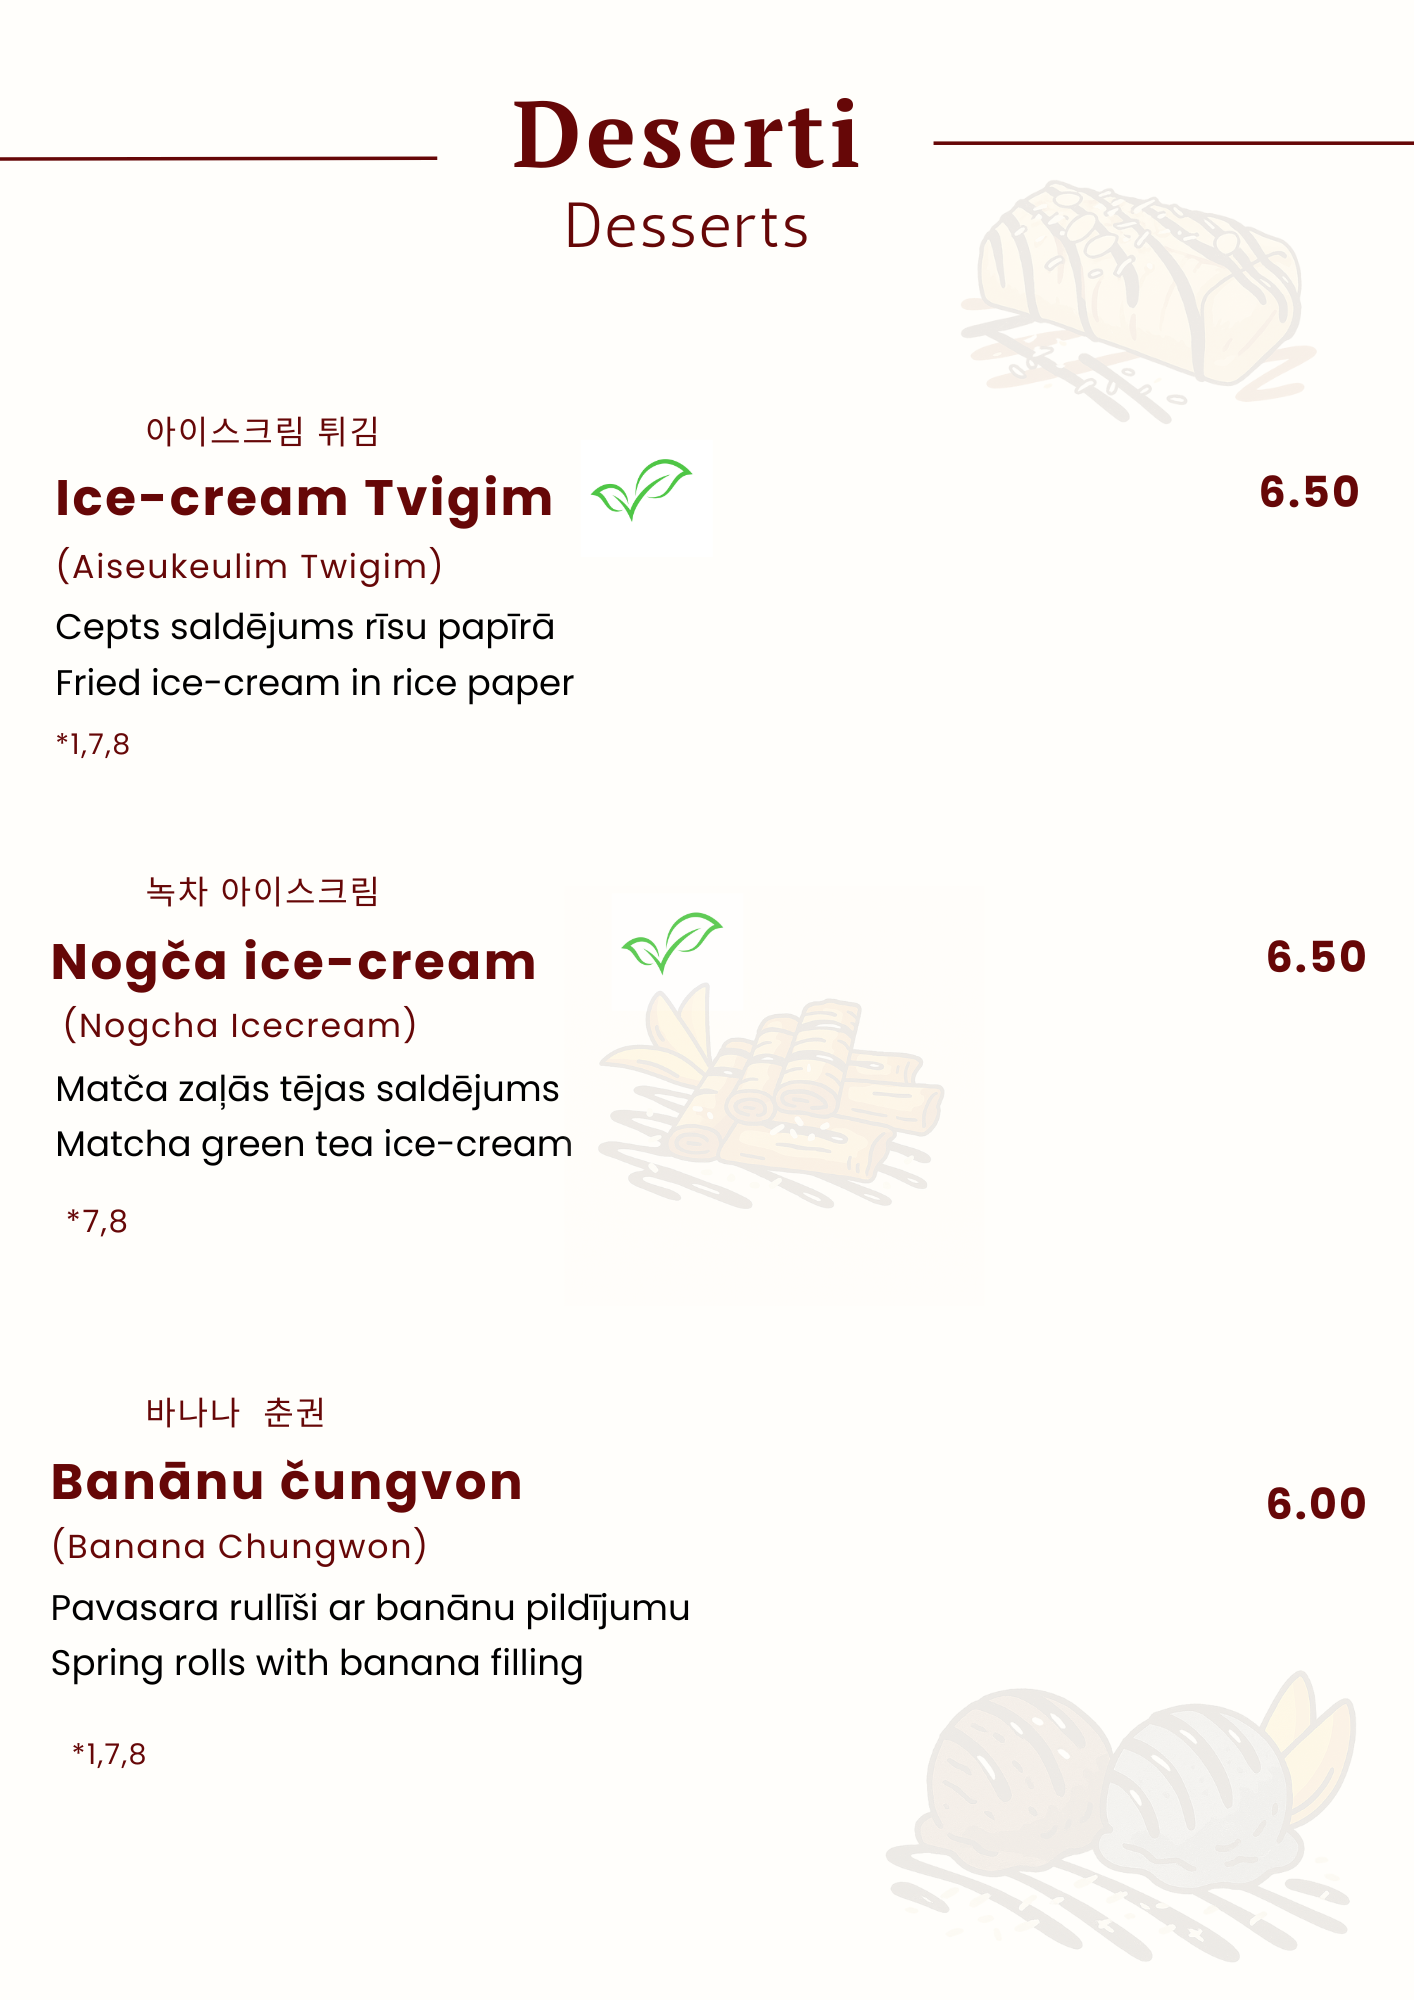 Deserti
Desserts
아이스크림 튀김
Ice-cream Tvigim
6.50
(Aiseukeulim Twigim)
Cepts saldējums rīsu papīrā
Fried ice-cream in rice paper
*1,7,8
녹차 아이스크림
Nogča ice-cream
6.50
(Nogcha Icecream)
Matča zaļās tējas saldējums
Matcha green tea ice-cream
*7,8
바나나 춘권
Banānu čungvon
6.00
(Banana Chungwon)
Pavasara rullīši ar banānu pildījumu
Spring rolls with banana filling
*1,7,8